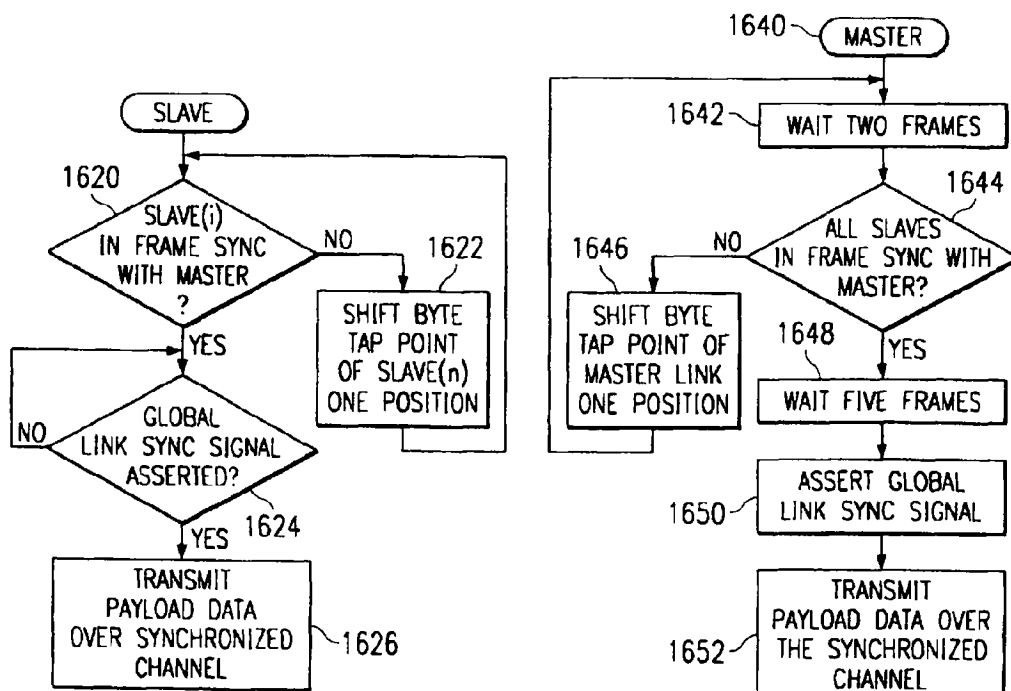 SLAVE
1620
SLAVE(i)
IN FRAME SYNC
WITH MASTER
?
NO
YES
1622
SHIFT BYTE
TAP POINT
OF SLAVE(n)
ONE POSITION
GLOBAL
LINK SYNC SIGNAL
ASSERTED?
NO
1624
YES
TRANSMIT
PAYLOAD DATA
OVER SYNCHRONIZED
CHANNEL
1626
1640
MASTER
1642
WAIT TWO FRAMES
1644
ALL SLAVES
IN FRAME SYNC WITH
MASTER?
NO
1646
SHIFT BYTE
TAP POINT OF
MASTER LINK
ONE POSITION
YES
1648
WAIT FIVE FRAMES
ASSERT GLOBAL
LINK SYNC SIGNAL
1650
TRANSMIT
PAYLOAD DATA OVER
THE SYNCHRONIZED
CHANNEL
1652